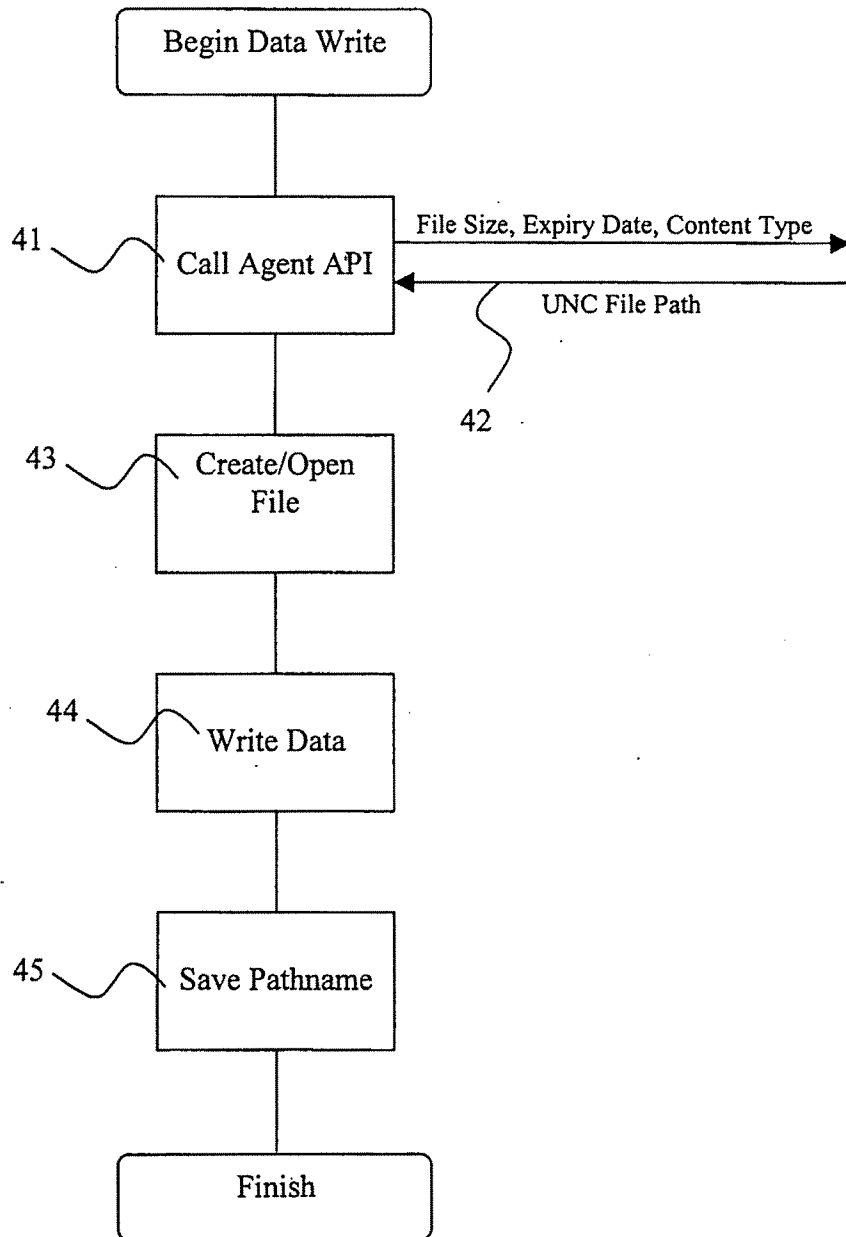 Begin Data Write
File Size, Expiry Date, Content Type
41
Call Agent API
UNC File Path
42
43
Create/Open
File
44
Write Data
45
Save Pathname
Finish